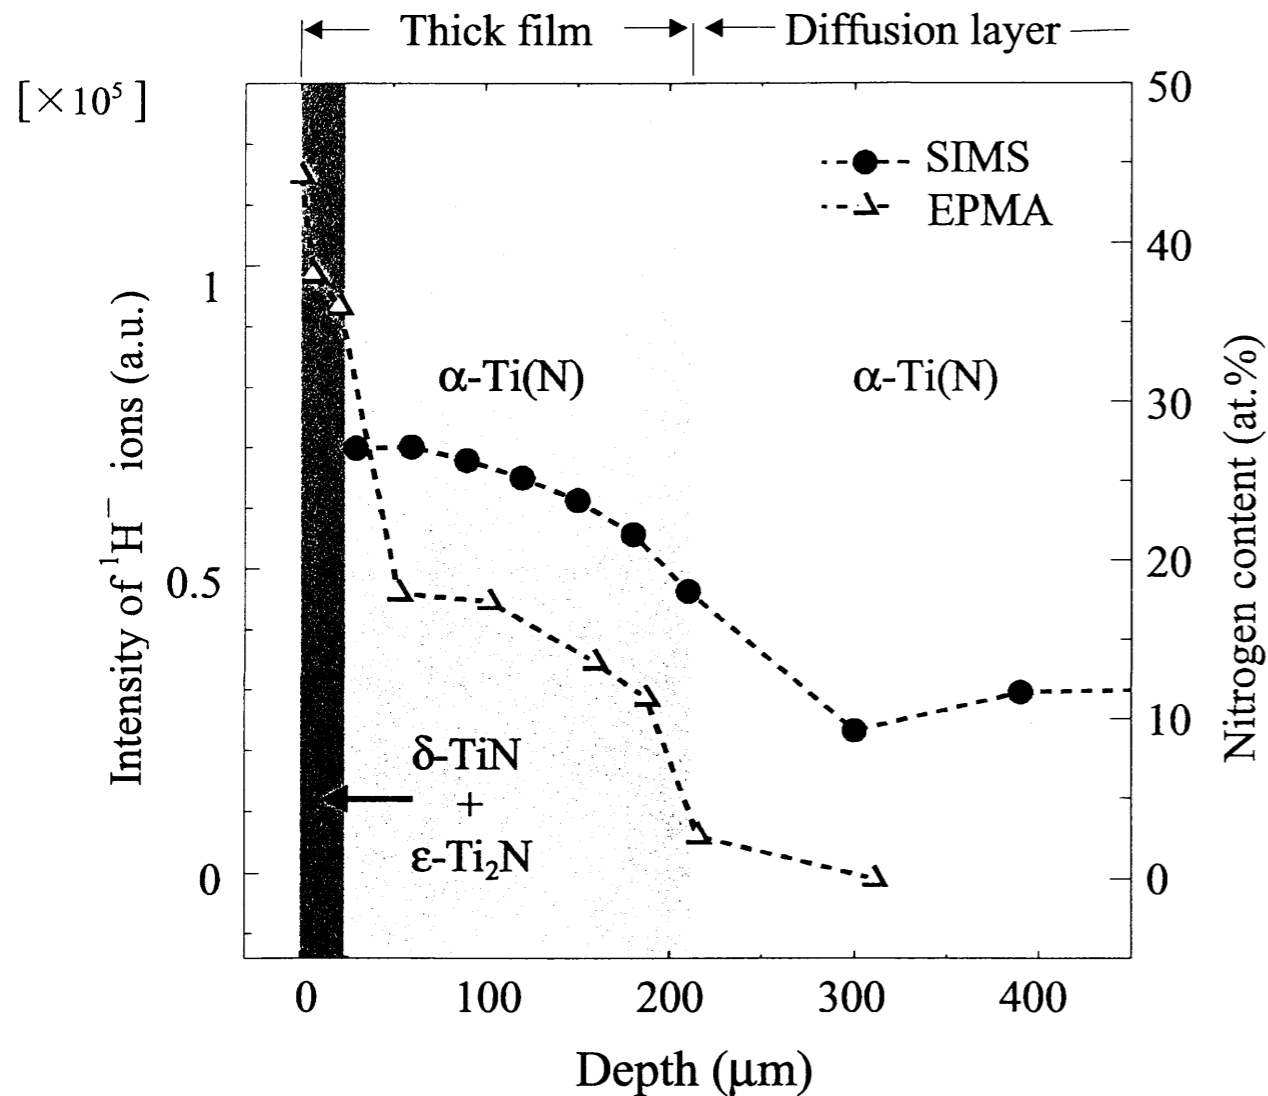 Thick film
Diffusion layer
[×10⁵]
50
SIMS
EPMA
40
1
α-Ti(N)
α-Ti(N)
30
Intensity of ¹H⁻ ions (a.u.)
Nitrogen content (at.%)
0.5
20
10
δ-TiN
+
ε-Ti₂N
0
0
0
100
200
300
400
Depth (μm)